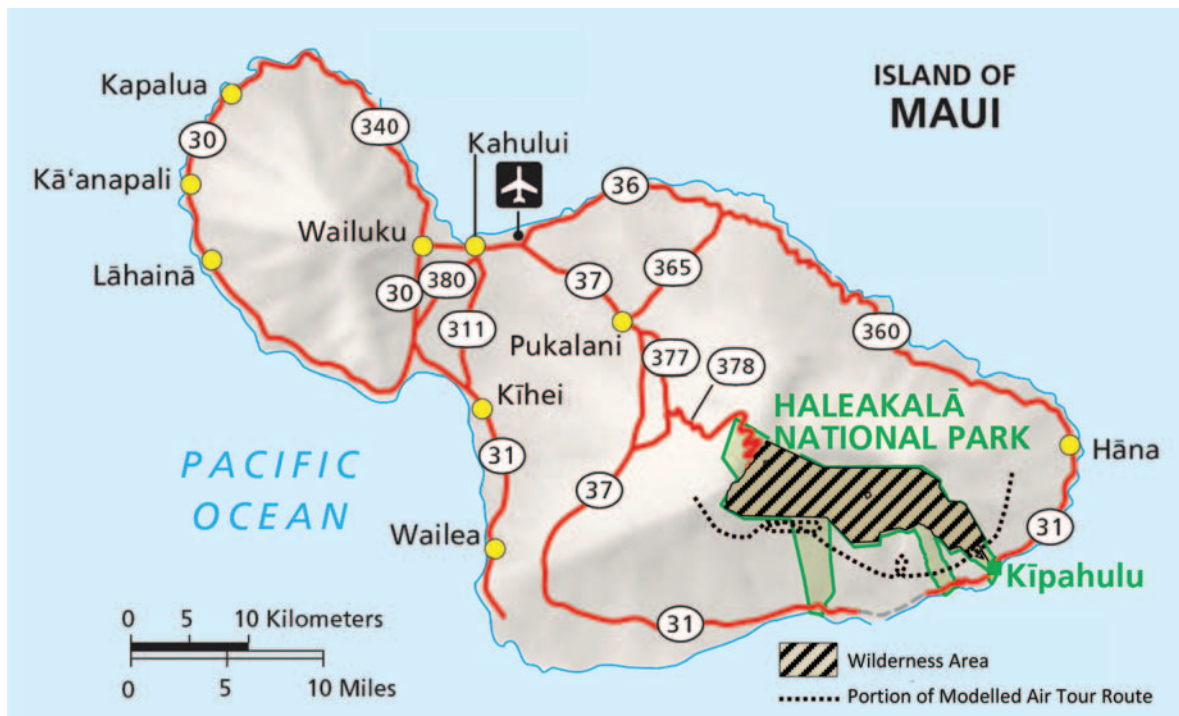 ISLAND OF
MAUI
Kapalua
30
340
Kahului
Kā‘anapali
36
Wailuku
Lāhainā
30
380
37
365
311
Pukalani
377
378
360
Kīhei
HALEAKALĀ
NATIONAL PARK
Hāna
PACIFIC
OCEAN
31
37
Wailea
31
Kīpahulu
31
0 5 10 Kilometers
0 5 10 Miles
Wilderness Area
Portion of Modelled Air Tour Route